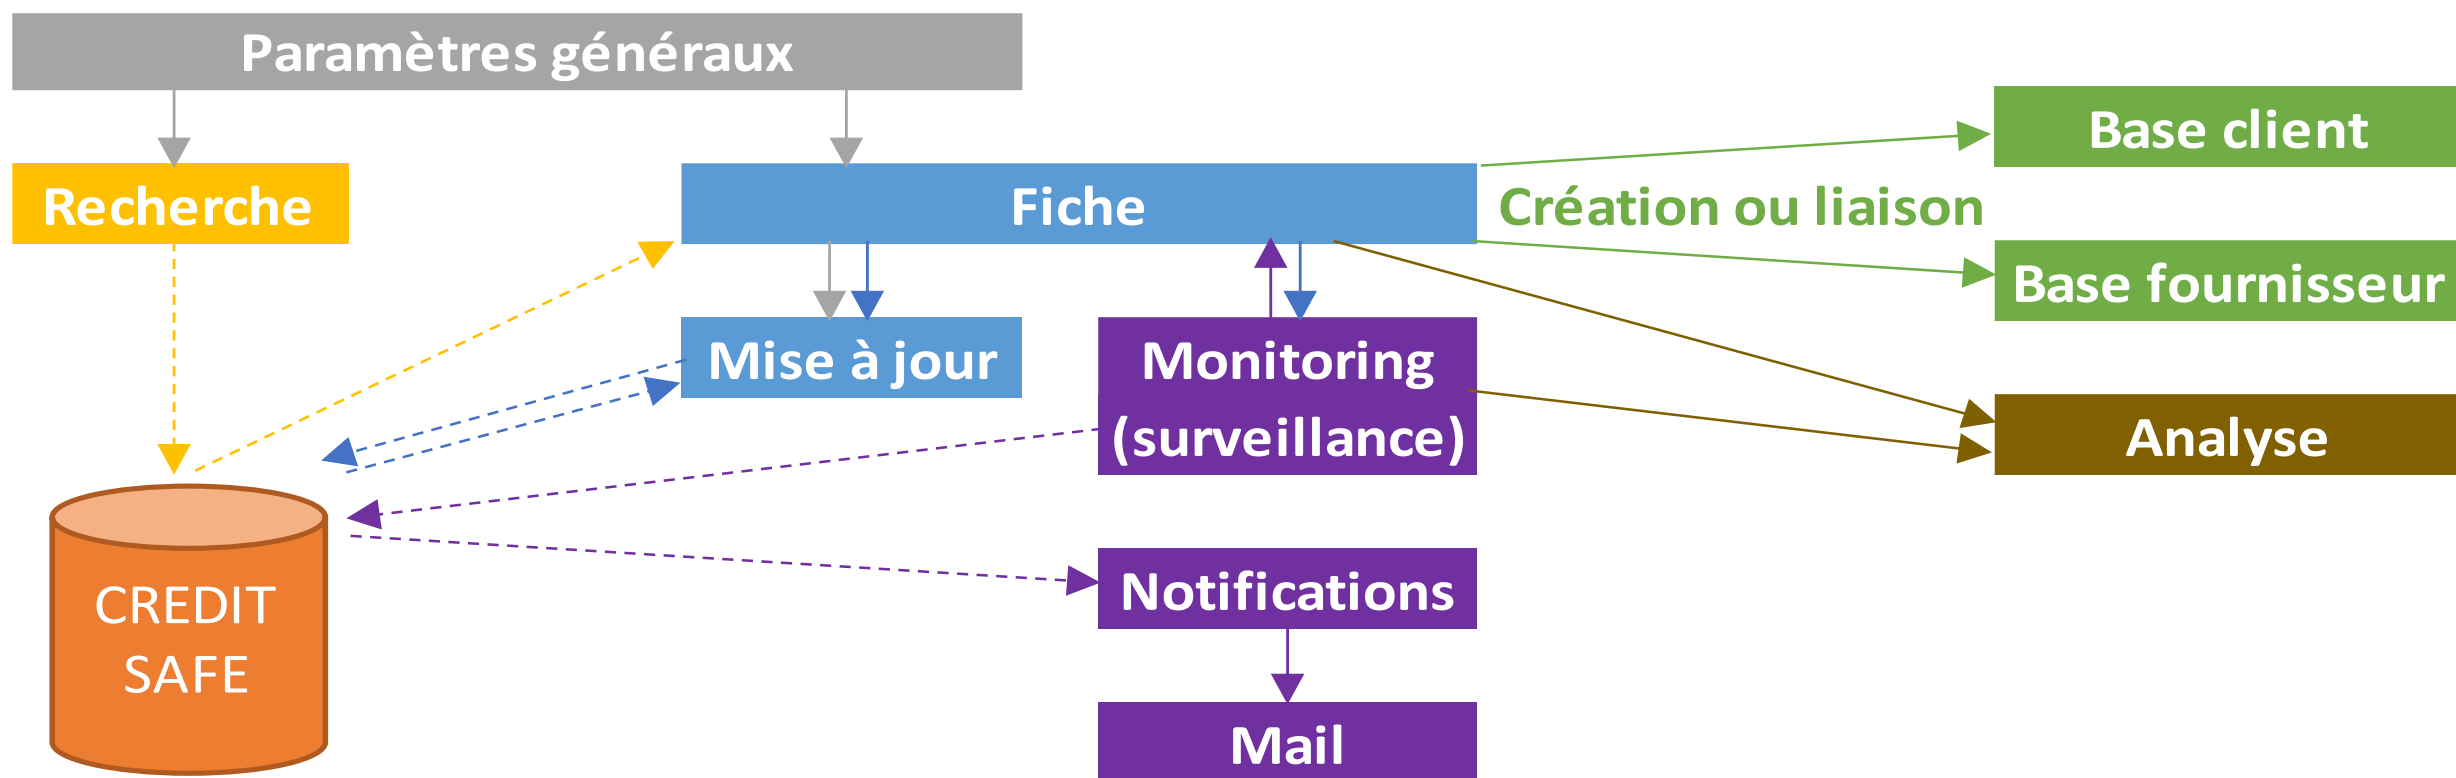 Paramètres généraux
Base client
Recherche
Fiche
Création ou liaison
Base fournisseur
Mise à jour
Monitoring
(surveillance)
Analyse
CREDIT
SAFE
Notifications
Mail